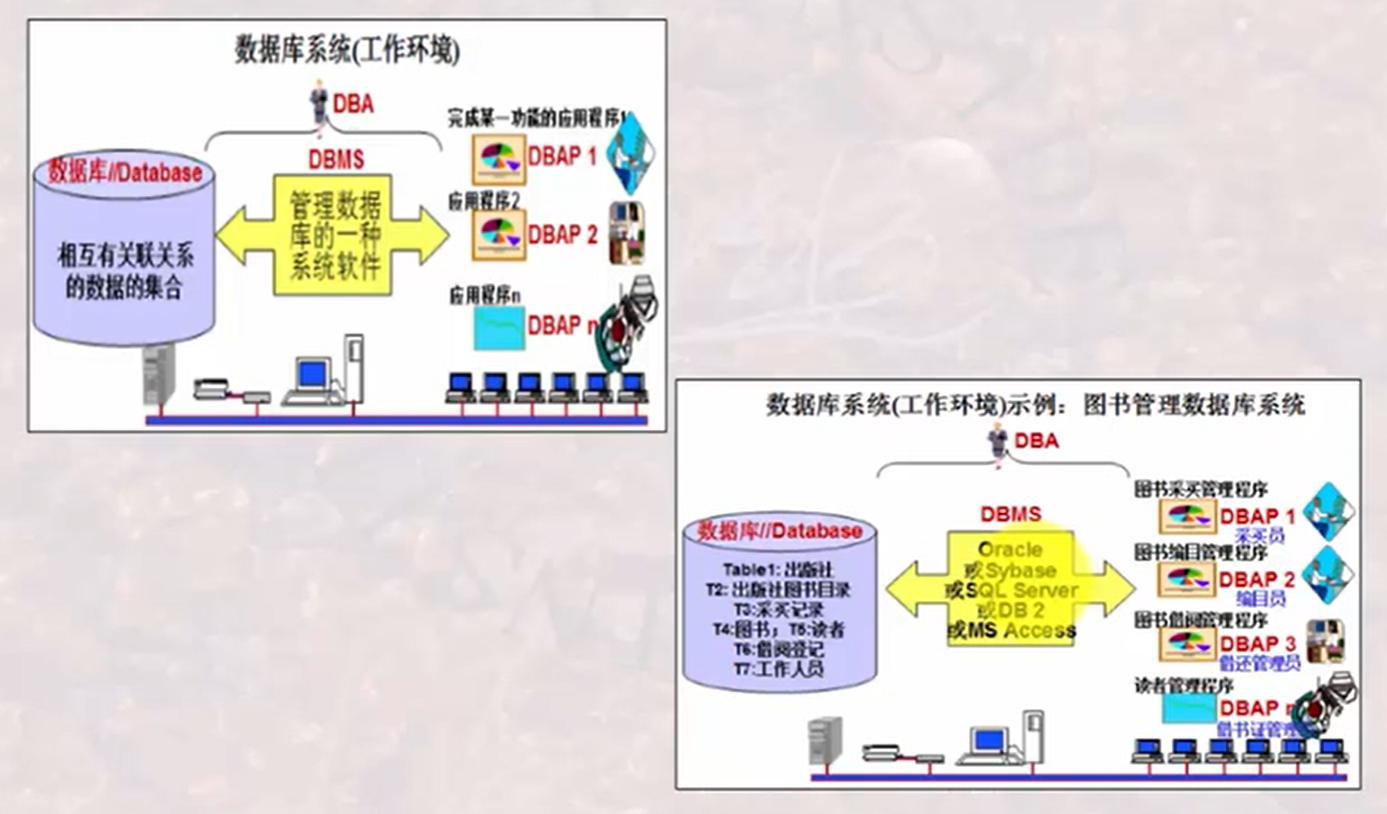 数据库系统(工作环境)
DBA
完成某一功能的应用程序1
数据库//Database
DBMS
DBAP 1
相互有关联关系
的数据的集合
管理数据
库的一种
系统软件
应用程序2
DBAP 2
应用程序n
DBAP n
数据库系统(工作环境)示例：图书管理数据库系统
DBA
数据库//Database
Table1: 出版社
T2: 出版社图书目录
T3:采买记录
T4:图书；T5:读者
T6:借阅登记
T7:工作人员
DBMS
Oracle
或Sybase
或SQL Server
或DB 2
或MS Access
图书采买管理程序
DBAP 1
采买员
图书编目管理程序
DBAP 2
编目员
图书借阅管理程序
DBAP 3
借还管理员
读者管理程序
DBAP n
借书证管理